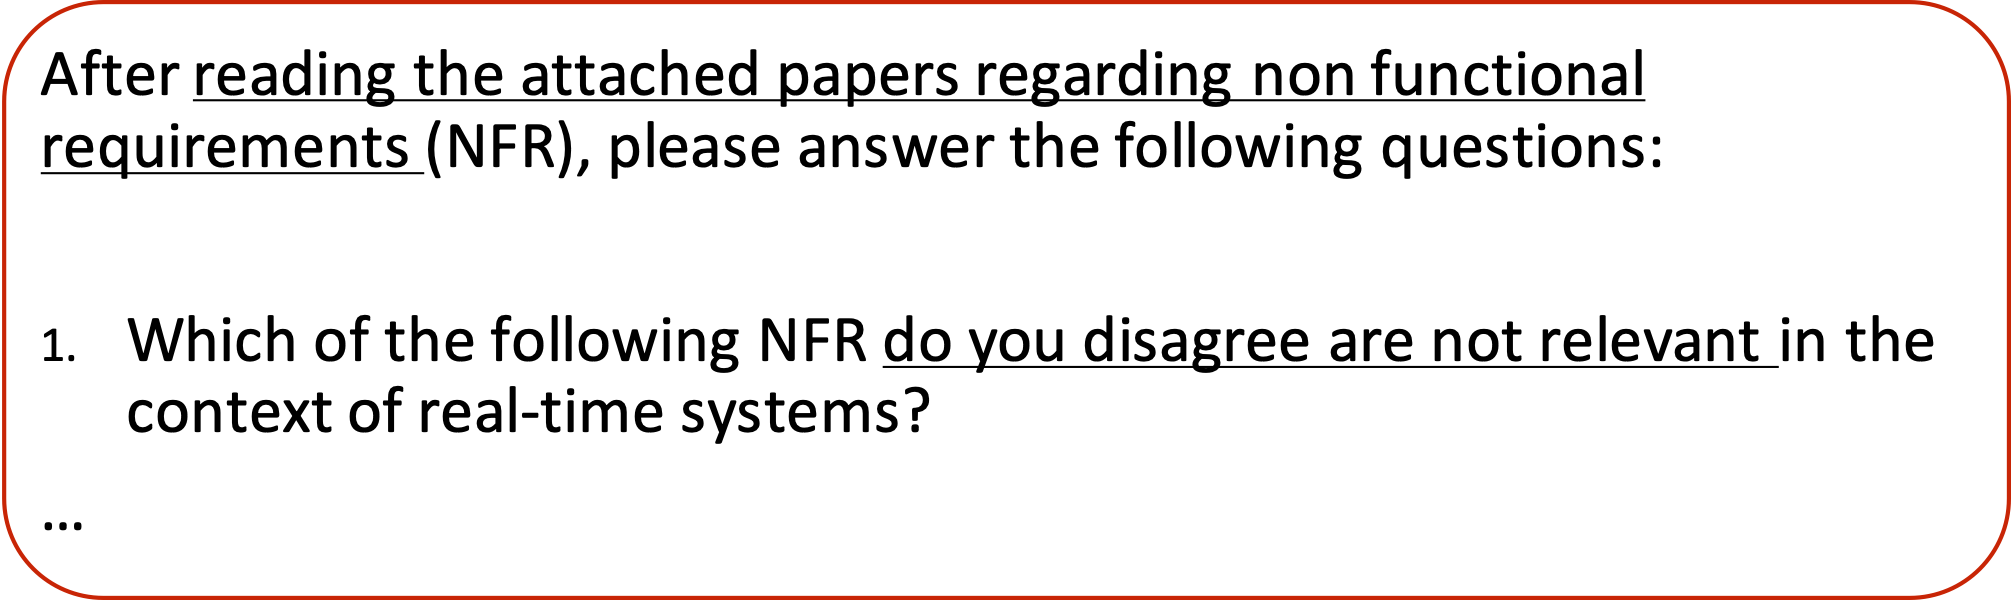 After reading the attached papers regarding non functional
requirements (NFR), please answer the following questions:
1. Which of the following NFR do you disagree are not relevant in the
context of real-time systems?
...